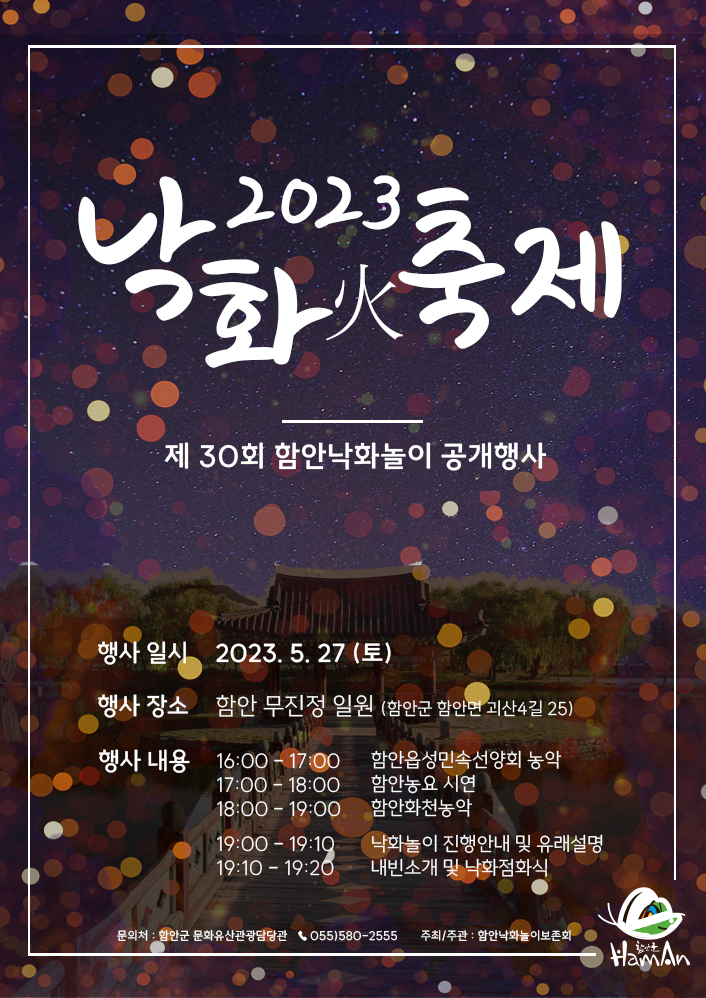 2023
낙화火축제
제 30회 함안낙화놀이 공개행사
행사 일시 2023. 5. 27 (토)
행사 장소 함안 무진정 일원 (함안군 함안면 괴산4길 25)
행사 내용 16:00 - 17:00 함안읍성민속선양회 농악
17:00 - 18:00 함안농요 시연
18:00 - 19:00 함안화천농악
19:00 - 19:10 낙화놀이 진행안내 및 유래설명
19:10 - 19:20 내빈소개 및 낙화점화식
문의처 : 함안군 문화유산관광담당관 055)580-2555 주최/주관 : 함안낙화놀이보존회
함안군
HamAn